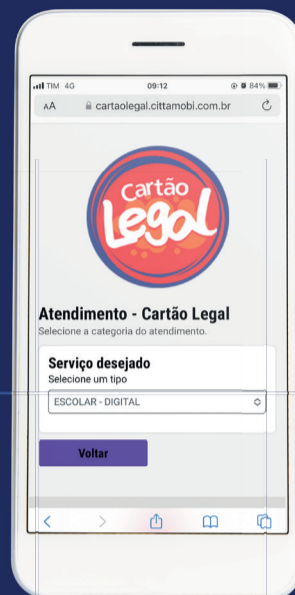 TIM 4G 09:12 84%
AA cartaolegal.cittamobi.com.br
Cartão
Legal
Atendimento - Cartão Legal
Selecione a categoria do atendimento.
Serviço desejado
Selecione um tipo
ESCOLAR - DIGITAL
Voltar